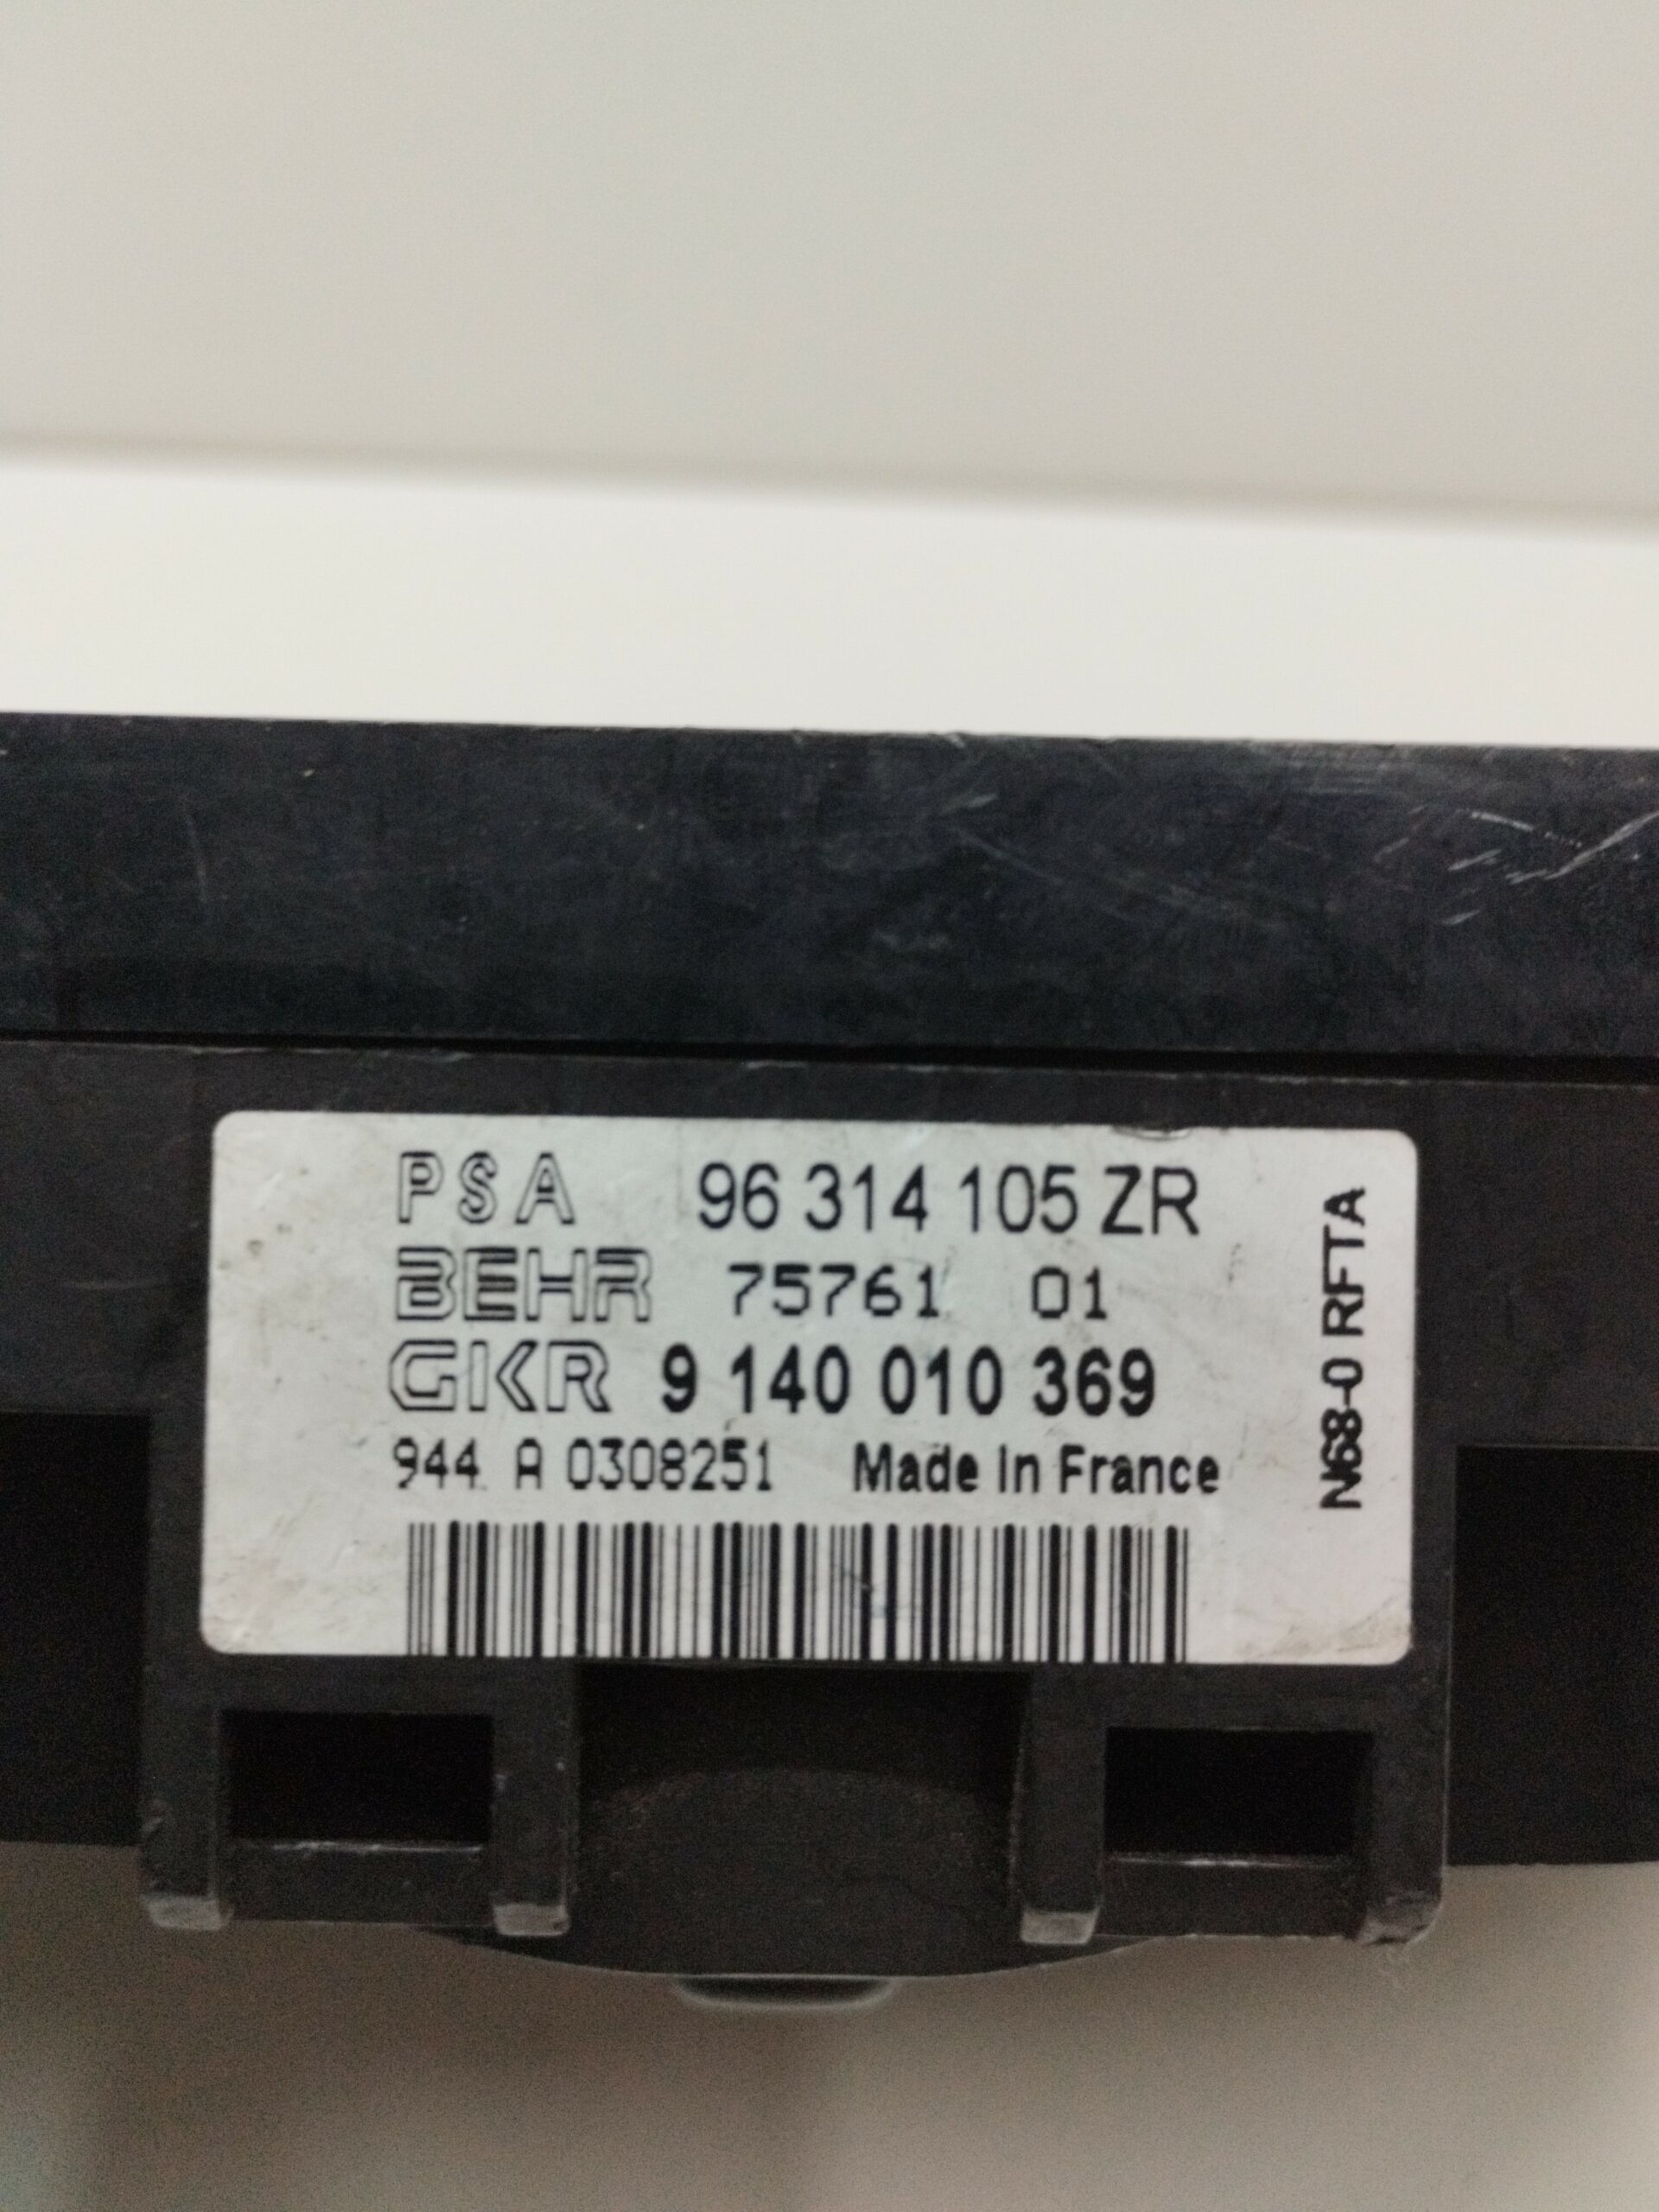 PSA 96 314 105 ZR
BEHR 75761 01
GKR 9 140 010 369
944 A 0308251 Made In France
N68-0 RFTA